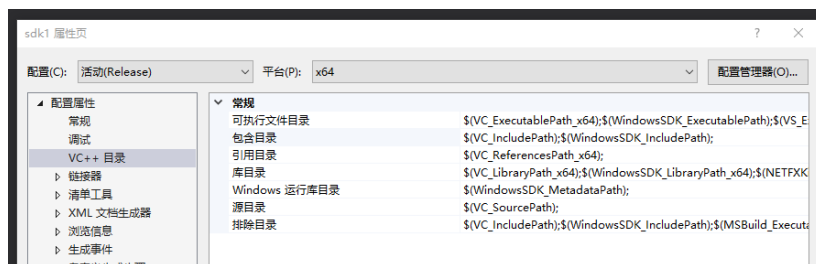 sdk1 属性页
配置(C): 活动(Release) 平台(P): x64 配置管理器(O)...
配置属性
常规
调试
VC++ 目录
链接器
清单工具
XML 文档生成器
浏览信息
生成事件
常规
可执行文件目录 $(VC_ExecutablePath_x64);$(WindowsSDK_ExecutablePath);$(VS_E
包含目录 $(VC_IncludePath);$(WindowsSDK_IncludePath);
引用目录 $(VC_ReferencesPath_x64);
库目录 $(VC_LibraryPath_x64);$(WindowsSDK_LibraryPath_x64);$(NETFXK
Windows 运行库目录 $(WindowsSDK_MetadataPath);
源目录 $(VC_SourcePath);
排除目录 $(VC_IncludePath);$(WindowsSDK_IncludePath);$(MSBuild_Executa